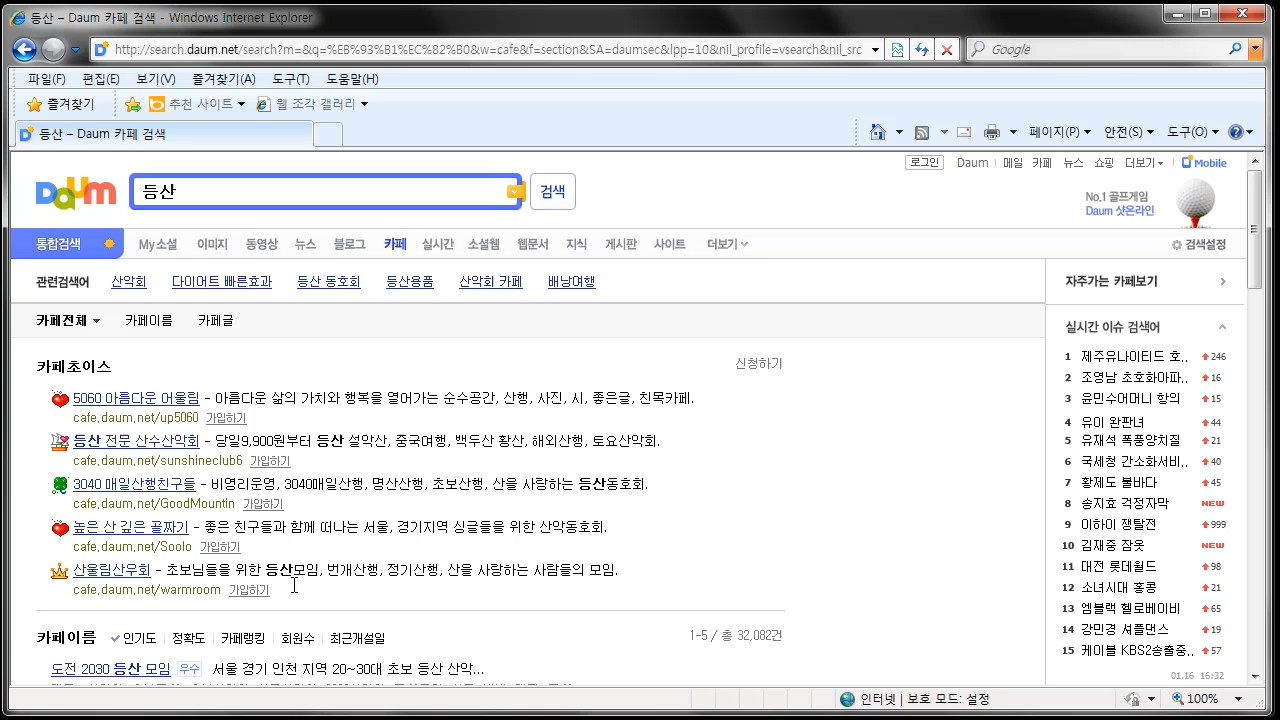 등산 – Daum 카페 검색 - Windows Internet Explorer
http://search.daum.net/search?m=&q=%EB%93%B1%EC%82%B0&w=cafe&f=section&SA=daumsec&lpp=10&nil_profile=vsearch&nil_src
Google
파일(F) 편집(E) 보기(V) 즐겨찾기(A) 도구(T) 도움말(H)
즐겨찾기 추천 사이트 웹 조각 갤러리
등산 – Daum 카페 검색
페이지(P) 안전(S) 도구(O)
로그인 Daum 메일 카페 뉴스 쇼핑 더보기 Mobile
Daum 등산 검색
No.1 골프게임
Daum 샷온라인
통합검색 My소셜 이미지 동영상 뉴스 블로그 카페 실시간 소셜웹 웹문서 지식 게시판 사이트 더보기 검색설정
관련검색어 산악회 다이어트 빠른효과 등산 동호회 등산용품 산악회 카페 배낭여행
카페전체 카페이름 카페글
카페초이스 신청하기
5060 아름다운 어울림 - 아름다운 삶의 가치와 행복을 열어가는 순수공간, 산행, 사진, 시, 좋은글, 친목카페.
cafe.daum.net/up5060 가입하기
등산 전문 산수산악회 - 당일9,900원부터 등산 설악산, 중국여행, 백두산 황산, 해외산행, 토요산악회.
cafe.daum.net/sunshineclub6 가입하기
3040 매일산행친구들 - 비영리운영, 3040매일산행, 명산산행, 초보산행, 산을 사랑하는 등산동호회.
cafe.daum.net/GoodMountin 가입하기
높은 산 깊은 골짜기 - 좋은 친구들과 함께 떠나는 서울, 경기지역 싱글들을 위한 산악동호회.
cafe.daum.net/Soolo 가입하기
산울림산우회 - 초보님들을 위한 등산모임, 번개산행, 정기산행, 산을 사랑하는 사람들의 모임.
cafe.daum.net/warmroom 가입하기
카페이름 인기도 정확도 카페랭킹 회원수 최근개설일 1-5 / 총 32,082건
도전 2030 등산 모임 우수 서울 경기 인천 지역 20~30대 초보 등산 산악...
자주가는 카페보기
실시간 이슈 검색어
1 제주유나이티드 호.. 246
2 조영남 초호화아파.. 16
3 윤민수어머니 항의 15
4 유이 완판녀 44
5 유재석 폭풍양치질 21
6 국세청 간소화서비.. 40
7 황제도 불바다 45
8 송지호 걱정자막 NEW
9 이하이 쟁탈전 999
10 김재중 잠옷 NEW
11 대전 롯데월드 98
12 소녀시대 홍콩 21
13 엠블랙 헬로베이비 65
14 강민경 셔플댄스 19
15 케이블 KBS2송출중.. 57
01.16 16:32
인터넷 | 보호 모드: 설정 100%